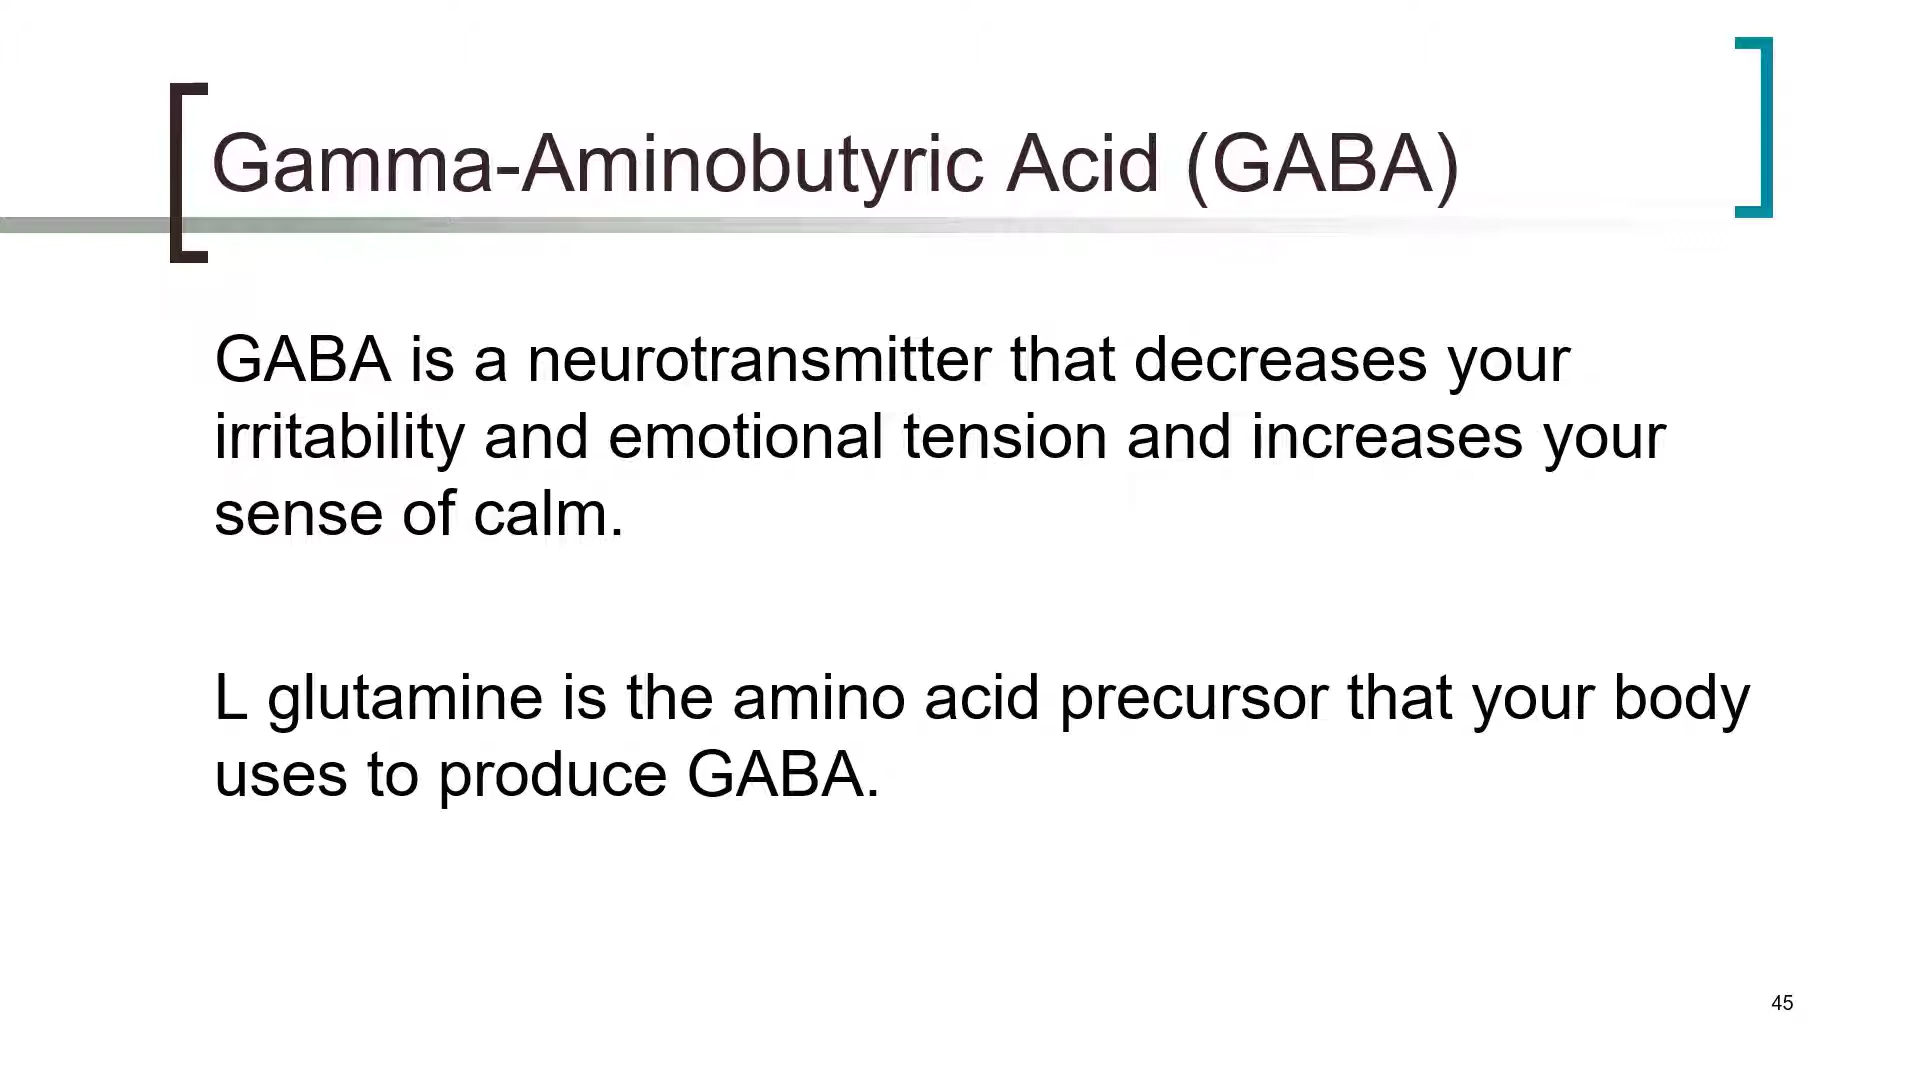 Gamma-Aminobutyric Acid (GABA)
GABA is a neurotransmitter that decreases your
irritability and emotional tension and increases your
sense of calm.
L glutamine is the amino acid precursor that your body
uses to produce GABA.
45